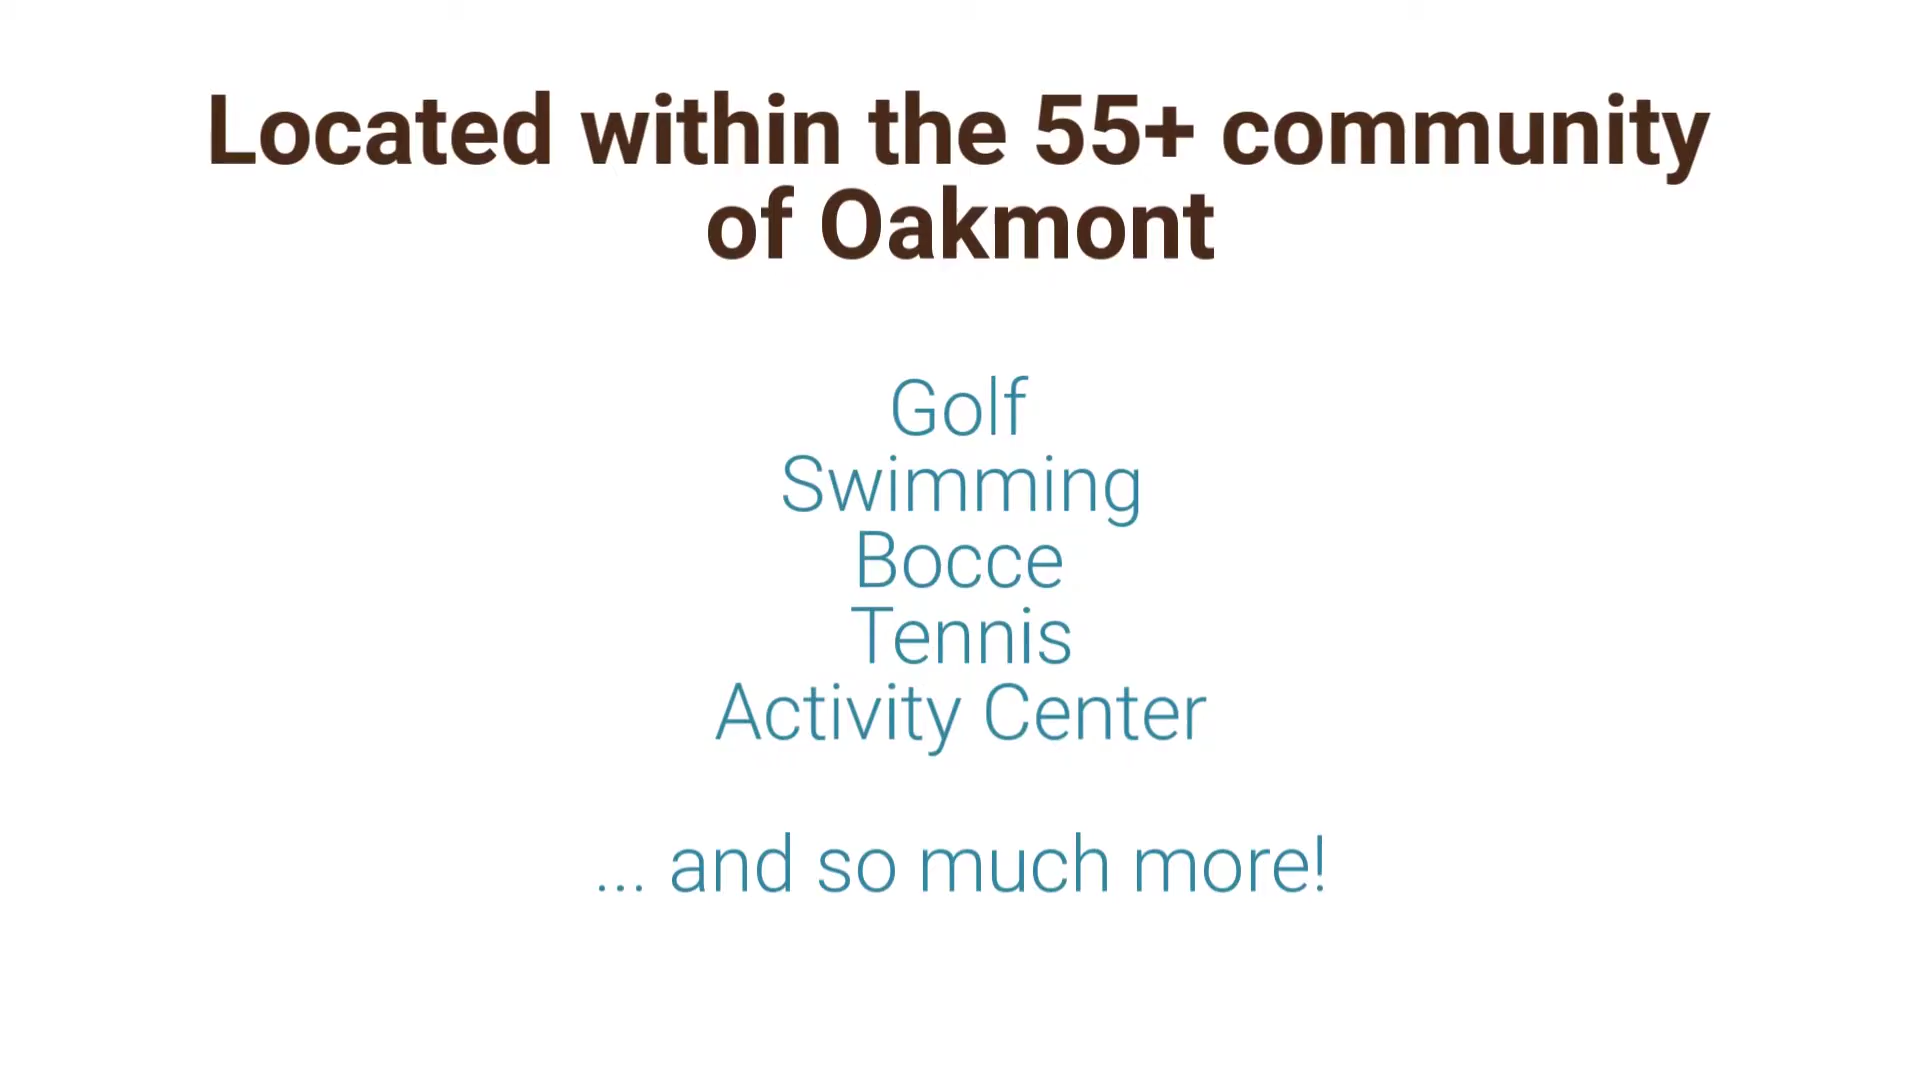 Located within the 55+ community
of Oakmont
Golf
Swimming
Bocce
Tennis
Activity Center
... and so much more!